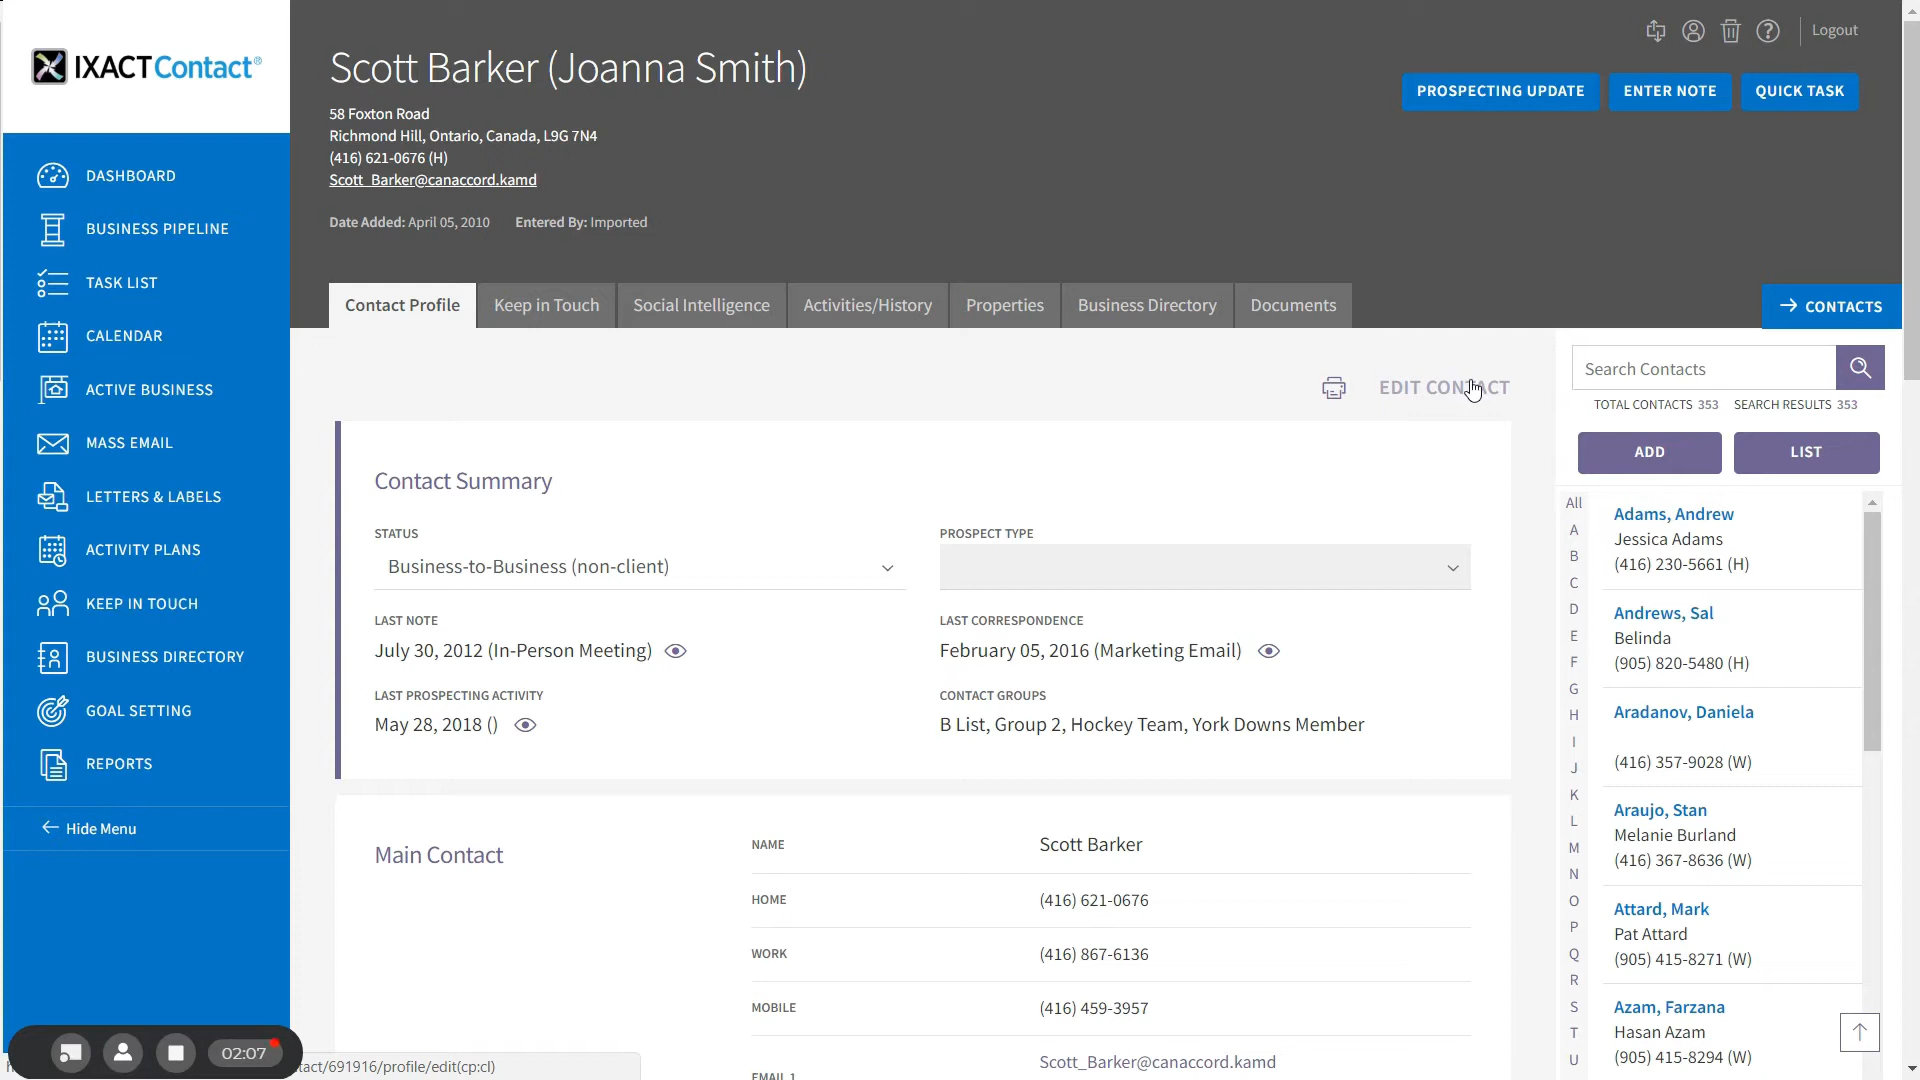 IXACTContact®
DASHBOARD
BUSINESS PIPELINE
TASK LIST
CALENDAR
ACTIVE BUSINESS
MASS EMAIL
LETTERS & LABELS
ACTIVITY PLANS
KEEP IN TOUCH
BUSINESS DIRECTORY
GOAL SETTING
REPORTS
Hide Menu
02:07
Scott Barker (Joanna Smith)
58 Foxton Road
Richmond Hill, Ontario, Canada, L9G 7N4
(416) 621-0676 (H)
Scott_Barker@canaccord.kamd
Date Added: April 05, 2010 Entered By: Imported
Logout
PROSPECTING UPDATE ENTER NOTE QUICK TASK
Contact Profile Keep in Touch Social Intelligence Activities/History Properties Business Directory Documents
CONTACTS
EDIT CONTACT
Contact Summary
STATUS
Business-to-Business (non-client)
PROSPECT TYPE
LAST NOTE
July 30, 2012 (In-Person Meeting)
LAST CORRESPONDENCE
February 05, 2016 (Marketing Email)
LAST PROSPECTING ACTIVITY
May 28, 2018 ()
CONTACT GROUPS
B List, Group 2, Hockey Team, York Downs Member
Main Contact
NAME Scott Barker
HOME (416) 621-0676
WORK (416) 867-6136
MOBILE (416) 459-3957
EMAIL 1 Scott_Barker@canaccord.kamd
tact/691916/profile/edit(cp:cl)
Search Contacts
TOTAL CONTACTS 353 SEARCH RESULTS 353
ADD LIST
All
A
B
C
D
E
F
G
H
I
J
K
L
M
N
O
P
Q
R
S
T
U
Adams, Andrew
Jessica Adams
(416) 230-5661 (H)
Andrews, Sal
Belinda
(905) 820-5480 (H)
Aradanov, Daniela
(416) 357-9028 (W)
Araujo, Stan
Melanie Burland
(416) 367-8636 (W)
Attard, Mark
Pat Attard
(905) 415-8271 (W)
Azam, Farzana
Hasan Azam
(905) 415-8294 (W)